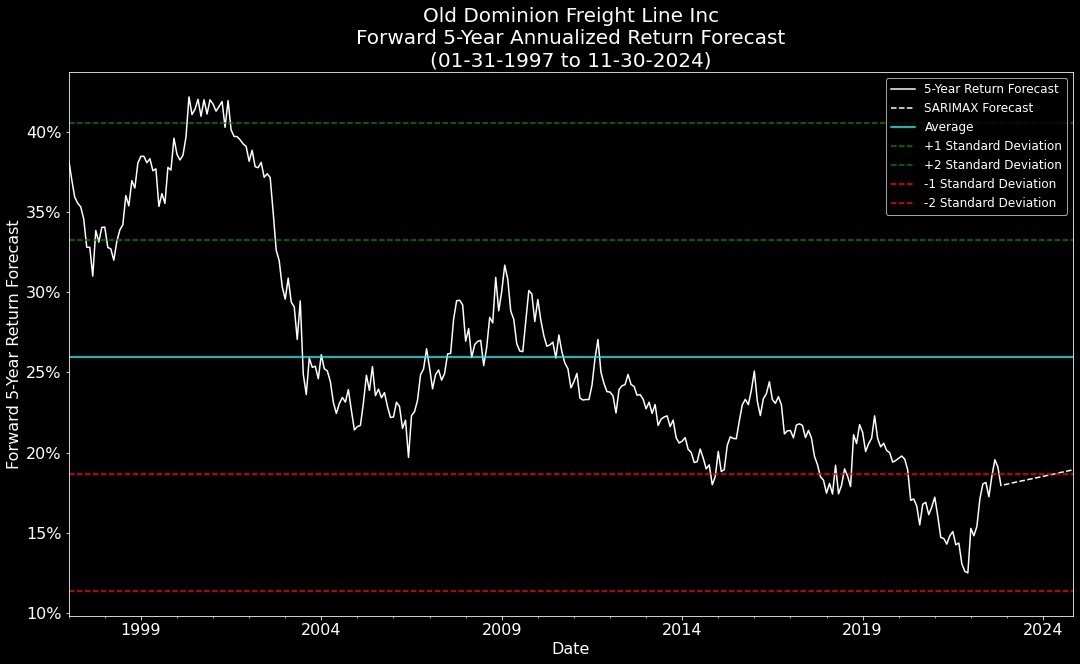 Old Dominion Freight Line Inc
Forward 5-Year Annualized Return Forecast
(01-31-1997 to 11-30-2024)
5-Year Return Forecast
SARIMAX Forecast
Average
+1 Standard Deviation
+2 Standard Deviation
-1 Standard Deviation
-2 Standard Deviation
Forward 5-Year Return Forecast
40%
35%
30%
25%
20%
15%
10%
1999
2004
2009
2014
2019
2024
Date